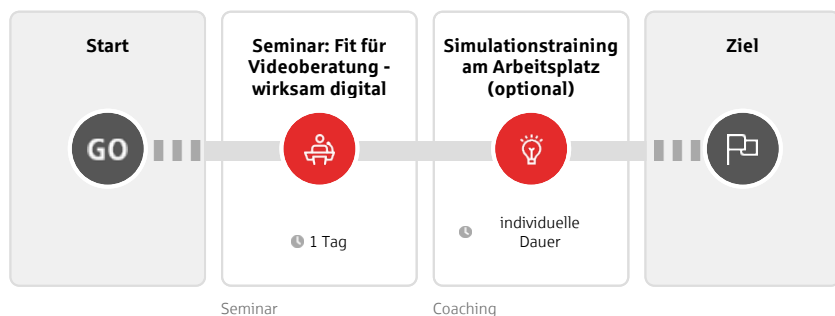 Start
Seminar: Fit für
Videoberatung -
wirksam digital
Simulationstraining
am Arbeitsplatz
(optional)
Ziel
GO
1 Tag
individuelle
Dauer
Seminar
Coaching